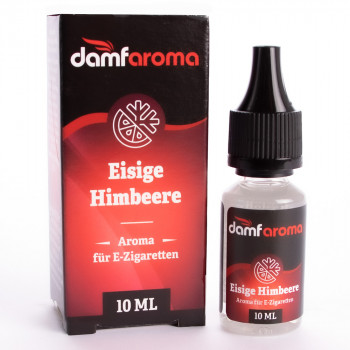 damfaroma
Eisige
Himbeere
Aroma
für E-Zigaretten
10 ML
damfaroma
Eisige Himbeere
Aroma für E-Zigaretten
10 ML